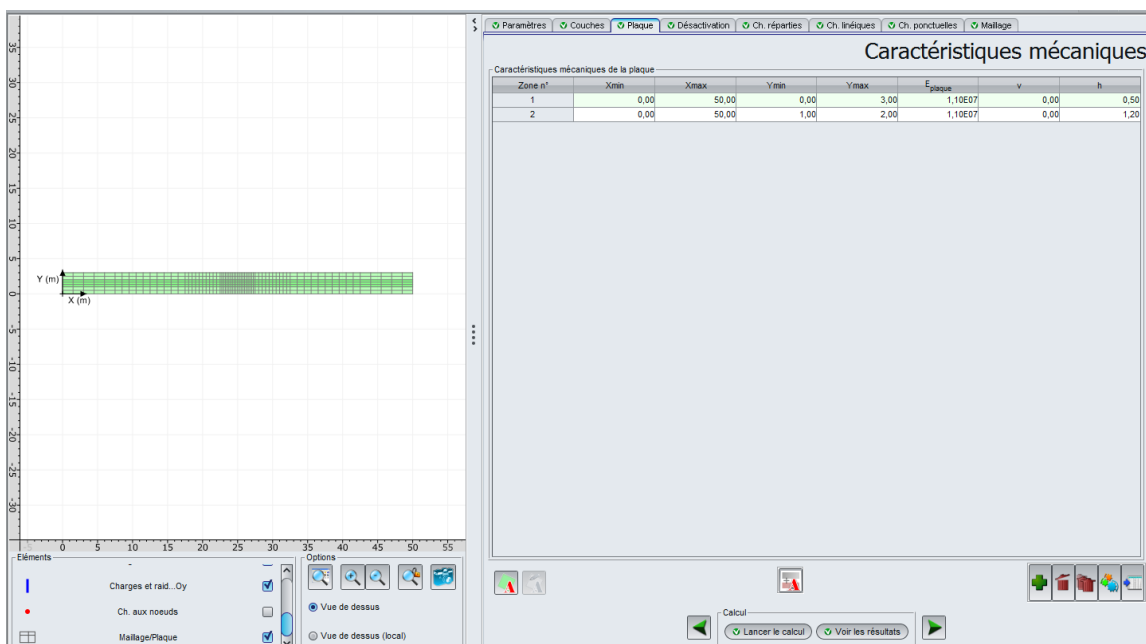 Paramètres Couches Plaque Désactivation Ch. réparties Ch. linéiques Ch. ponctuelles Maillage
Caractéristiques mécaniques
Caractéristiques mécaniques de la plaque
Zone n° Xmin Xmax Ymin Ymax E plaque v h
1 0,00 50,00 0,00 3,00 1,10E07 0,00 0,50
2 0,00 50,00 1,00 2,00 1,10E07 0,00 1,20
35
30
25
20
15
10
5
0
-5
-10
-15
-20
-25
-30
Y (m)
X (m)
-5 0 5 10 15 20 25 30 35 40 45 50 55
Eléments
Charges et raid...Oy
Ch. aux noeuds
Maillage/Plaque
Options
Vue de dessus
Vue de dessus (local)
Calcul
Lancer le calcul Voir les résultats